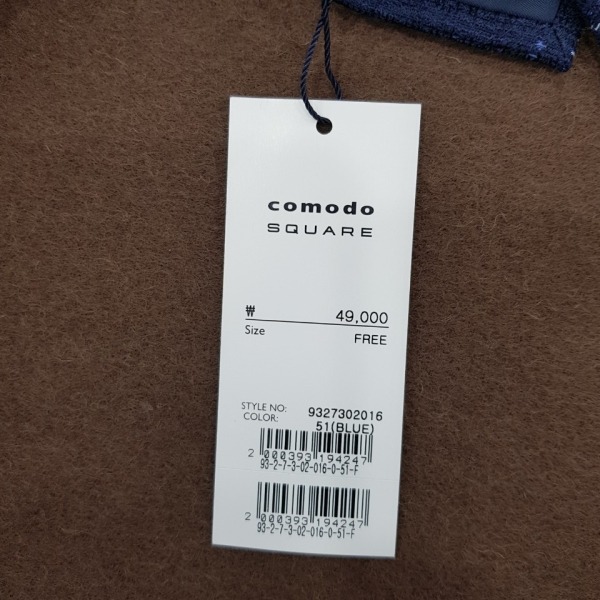 comodo
SQUARE
₩ 49,000
Size FREE
STYLE NO: 9327302016
COLOR: 51(BLUE)
2 000393 194247
93-2-7-3-02-016-0-51-F
2 000393 194247
93-2-7-3-02-016-0-51-F